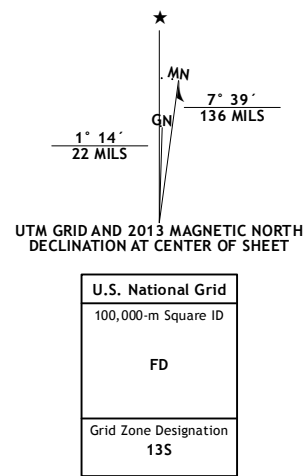 ★
MN
7° 39´
136 MILS
GN
1° 14´
22 MILS
UTM GRID AND 2013 MAGNETIC NORTH
DECLINATION AT CENTER OF SHEET
U.S. National Grid
100,000-m Square ID
FD
Grid Zone Designation
13S